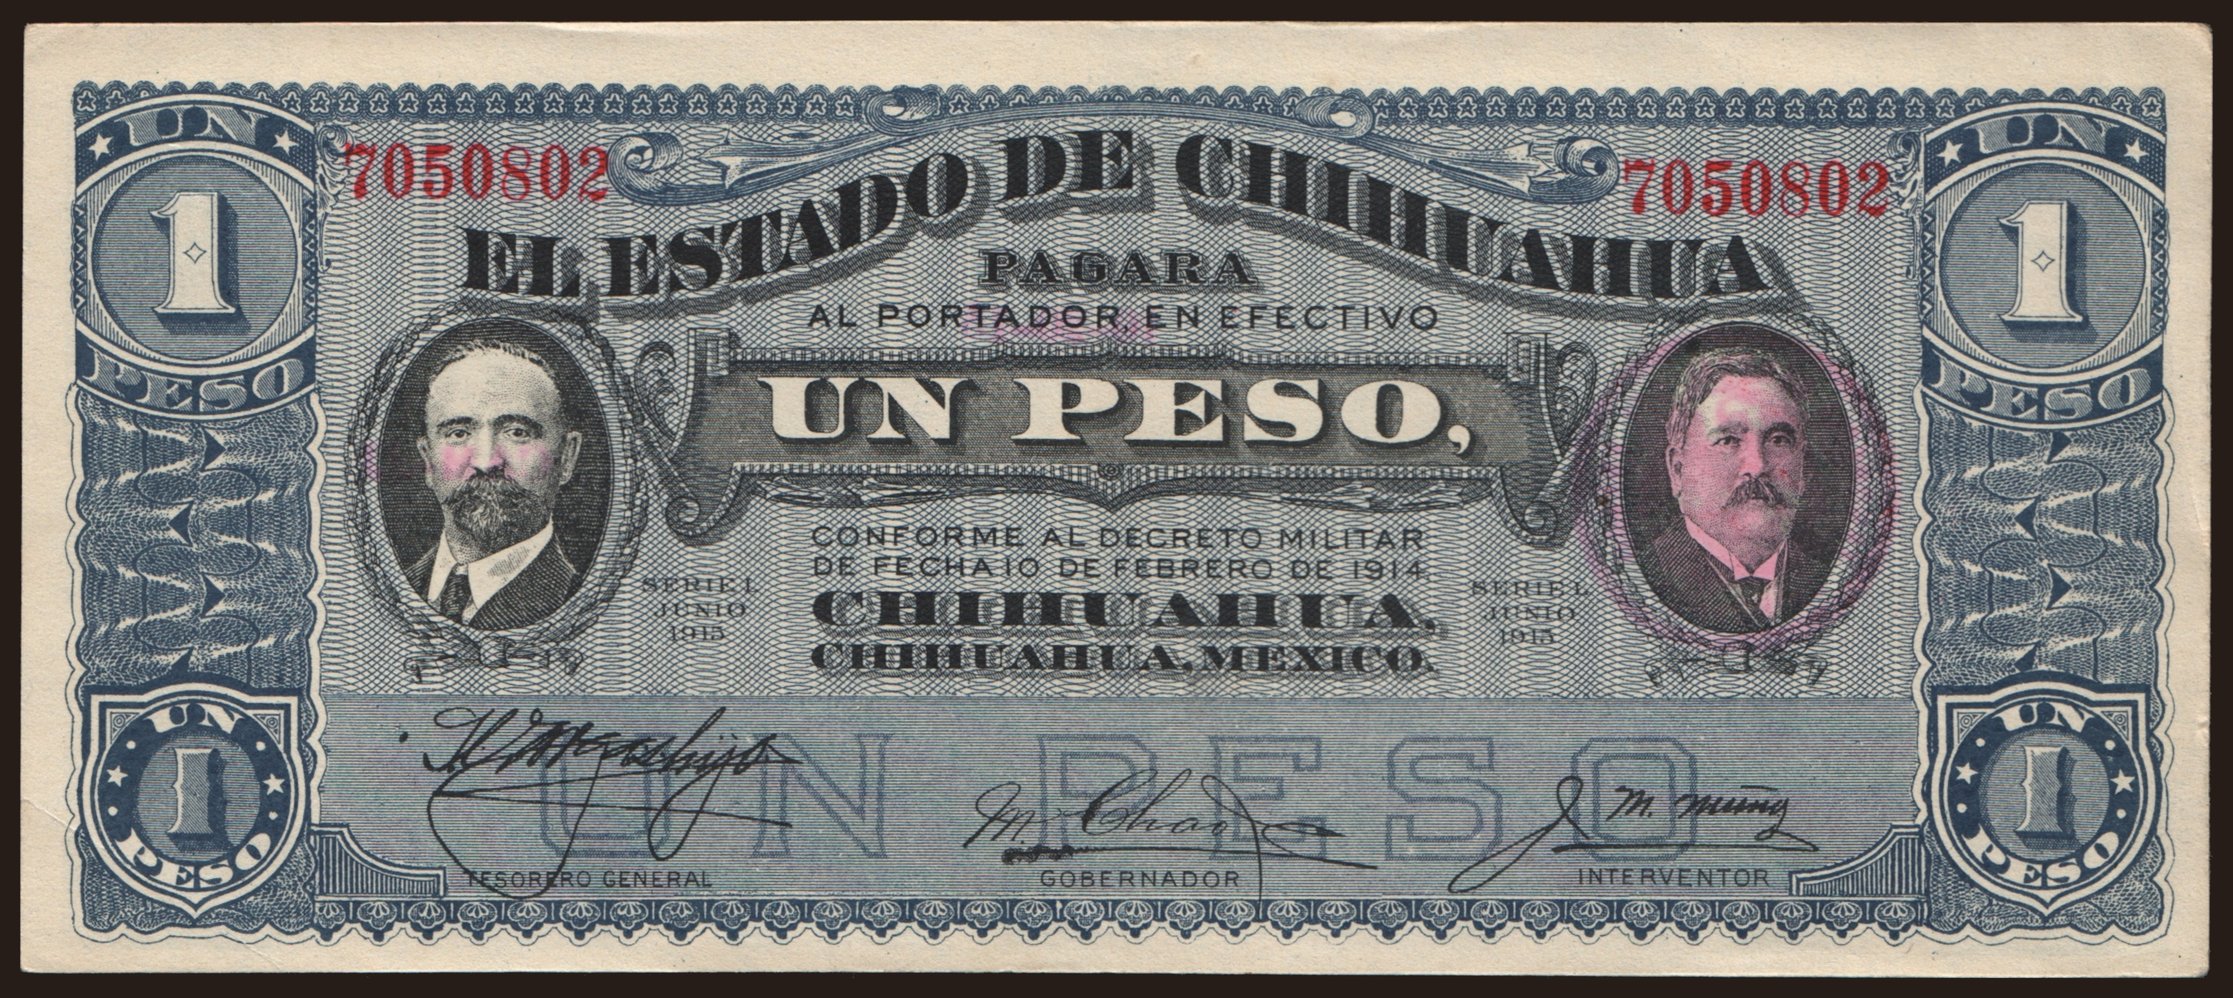 UN
1
PESO
7050802
EL ESTADO DE CHIHUAHUA
7050802
UN
1
PESO
PAGARA
AL PORTADOR, EN EFECTIVO
UN PESO,
CONFORME AL DECRETO MILITAR
DE FECHA 10 DE FEBRERO DE 1914
CHIHUAHUA,
CHIHUAHUA, MEXICO.
SERIE L
JUNIO
1915
SERIE L
JUNIO
1915
UN PESO
M. Chao
J. M. Muñoz
TESORERO GENERAL
GOBERNADOR
INTERVENTOR
UN
1
PESO
UN
1
PESO